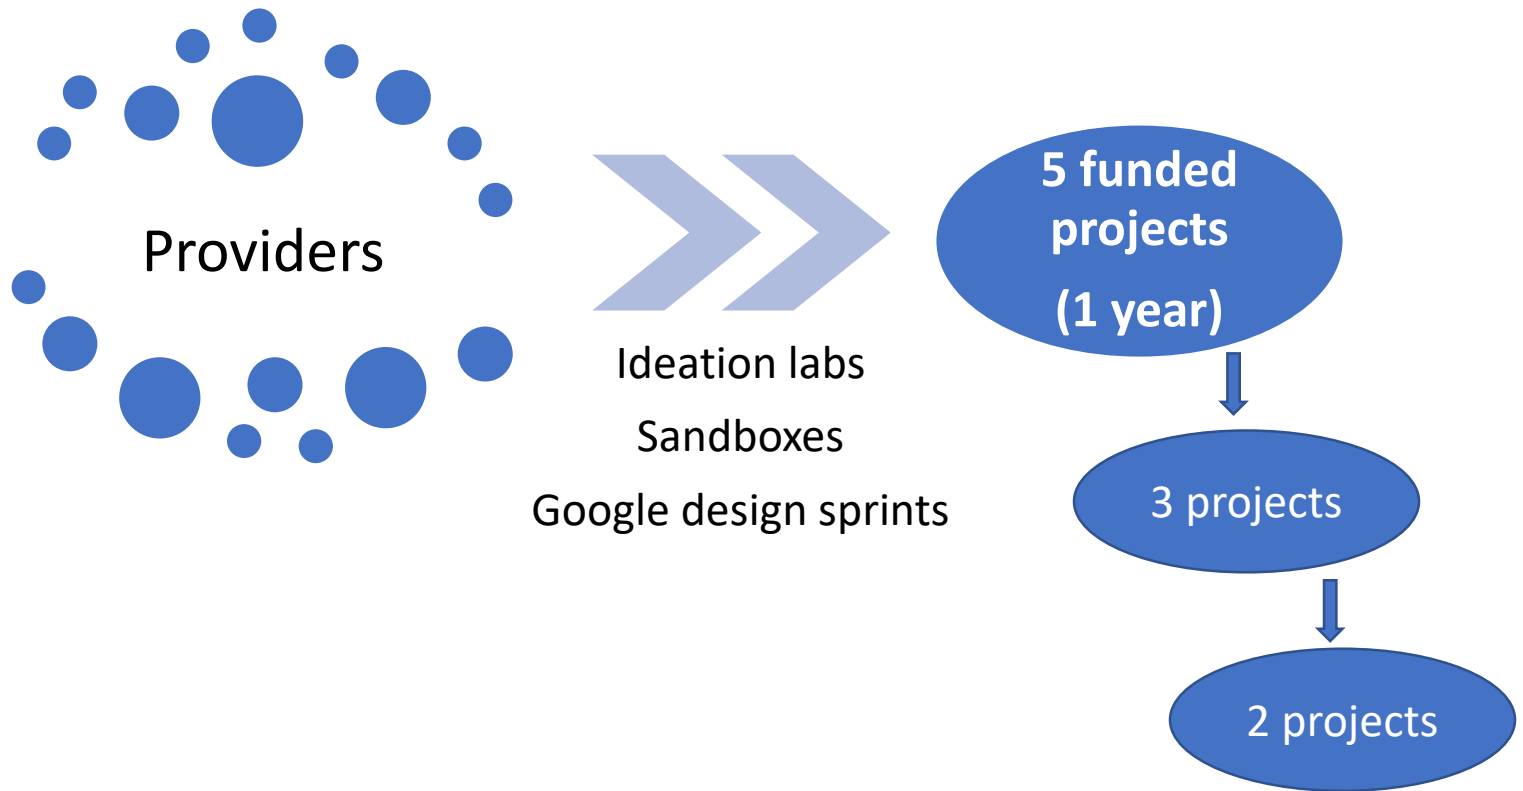 Providers
Ideation labs
Sandboxes
Google design sprints
5 funded
projects
(1 year)
3 projects
2 projects